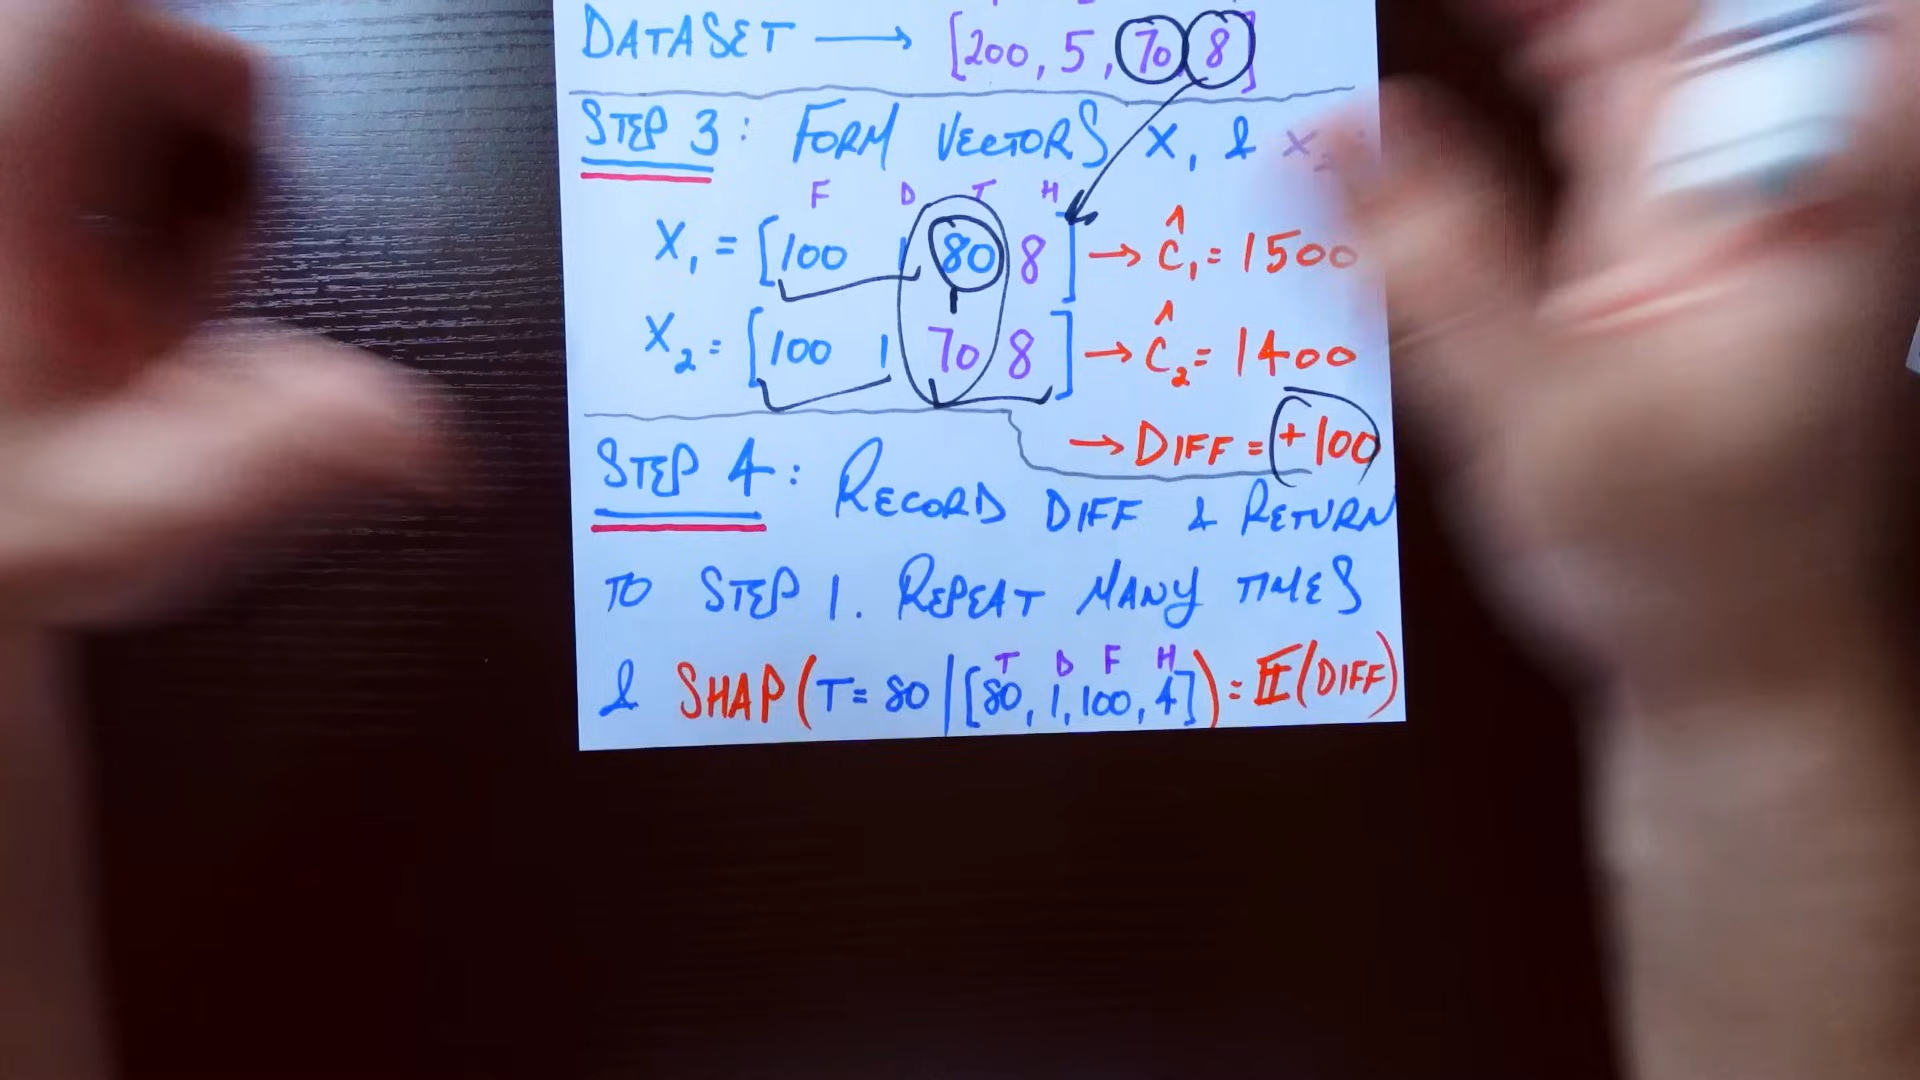 DATASET → [200, 5, 70 8]
STEP 3: FORM VECTORS X₁ & X₂:
F D T H
X₁ = [100 1 80 8] → Ĉ₁ = 1500
X₂ = [100 1 70 8] → Ĉ₂ = 1400
→ DIFF = +100
STEP 4: RECORD DIFF & RETURN
TO STEP 1. REPEAT MANY TIMES
T D F H
& SHAP(T = 80 | [80, 1, 100, 4]) = 𝔼(DIFF)